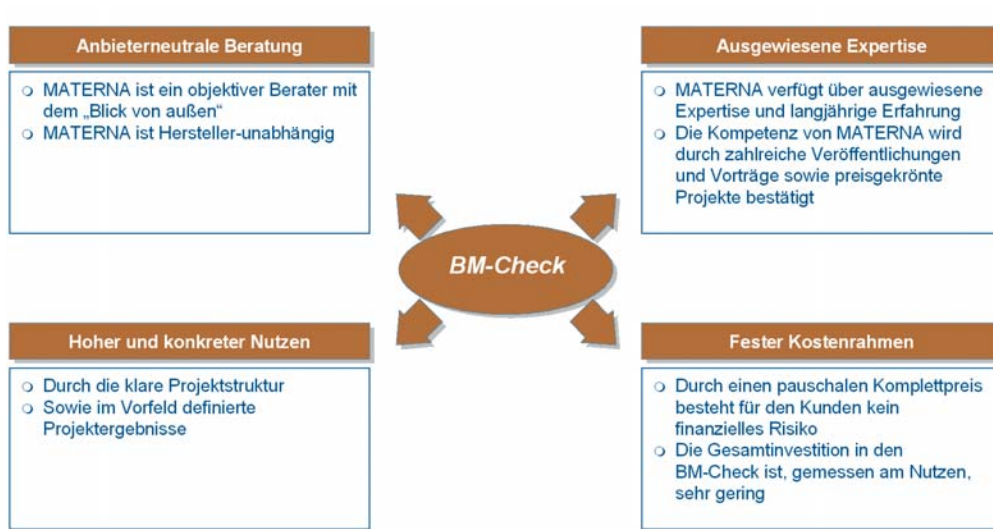 Anbieterneutrale Beratung
MATERNA ist ein objektiver Berater mit
dem „Blick von außen“
MATERNA ist Hersteller-unabhängig
Ausgewiesene Expertise
MATERNA verfügt über ausgewiesene
Expertise und langjährige Erfahrung
Die Kompetenz von MATERNA wird
durch zahlreiche Veröffentlichungen
und Vorträge sowie preisgekrönte
Projekte bestätigt
BM-Check
Hoher und konkreter Nutzen
Durch die klare Projektstruktur
Sowie im Vorfeld definierte
Projektergebnisse
Fester Kostenrahmen
Durch einen pauschalen Komplettpreis
besteht für den Kunden kein
finanzielles Risiko
Die Gesamtinvestition in den
BM-Check ist, gemessen am Nutzen,
sehr gering